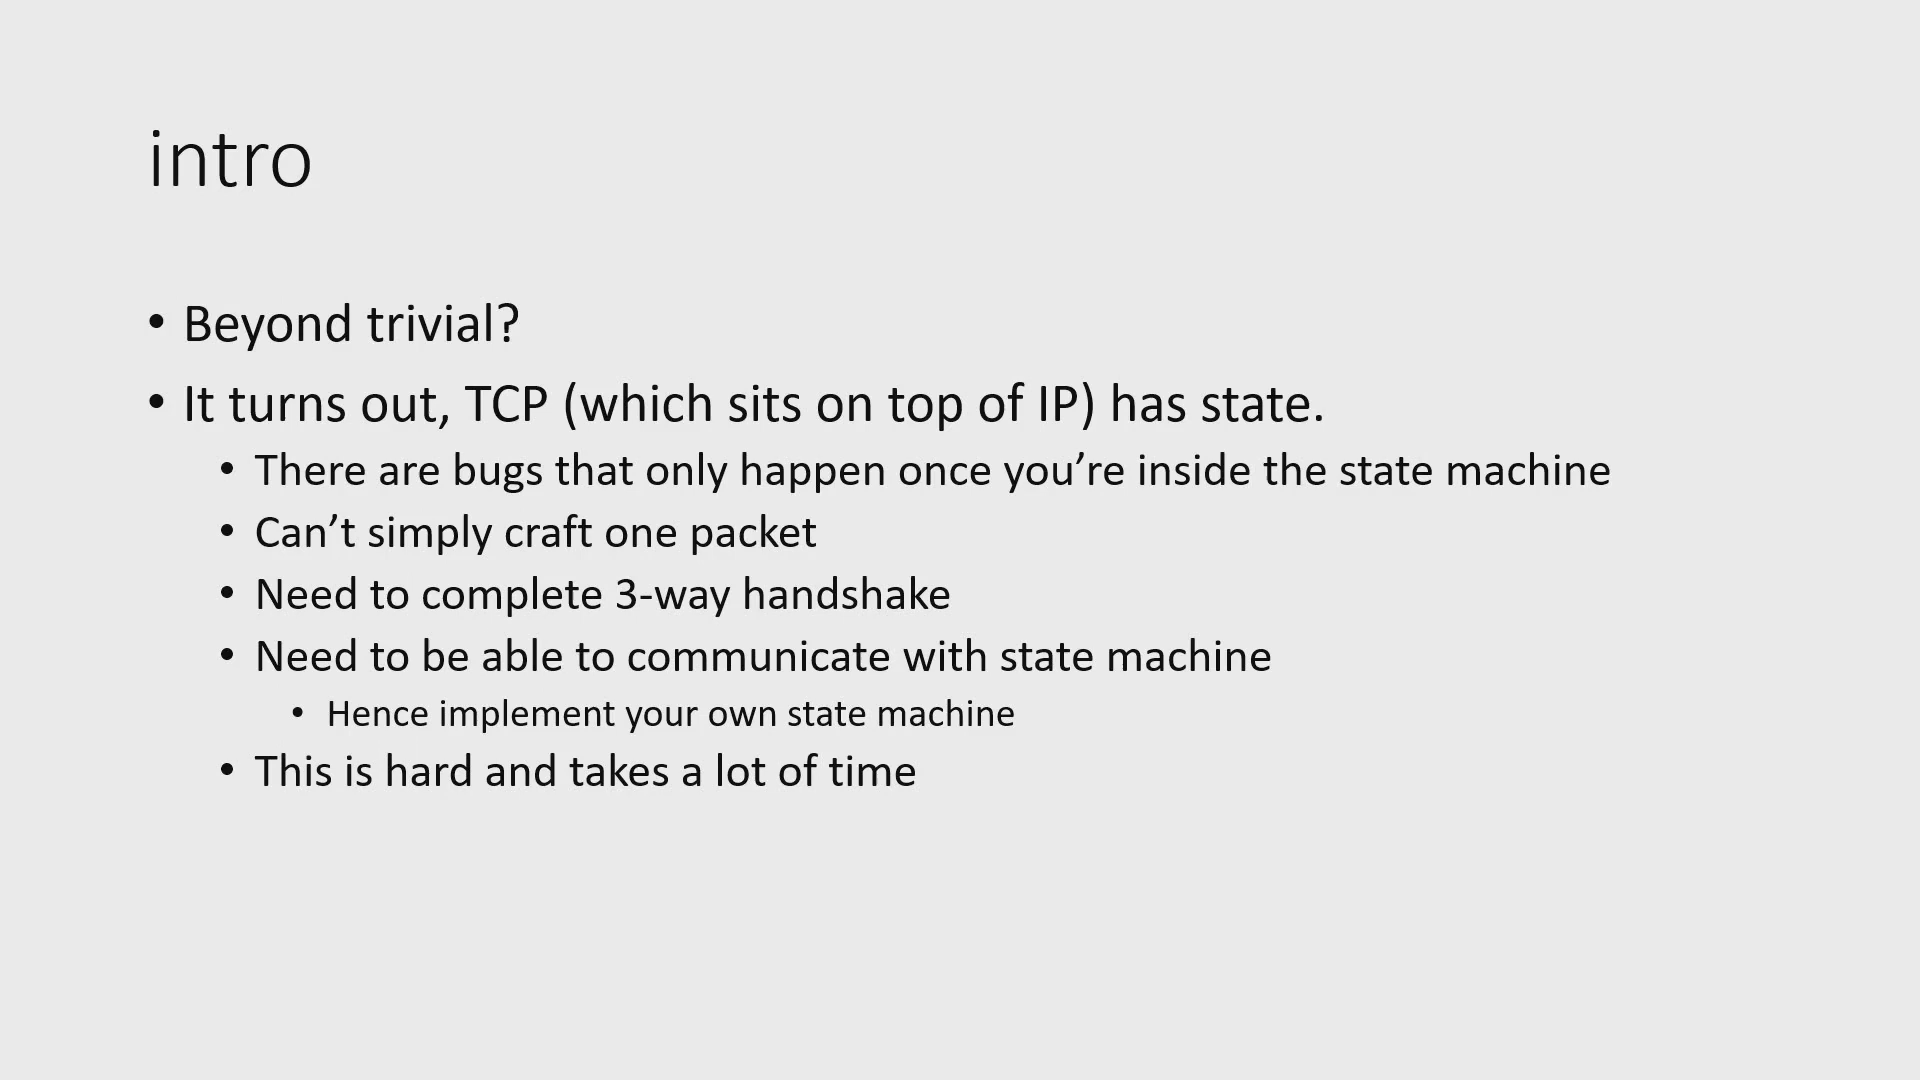 intro
• Beyond trivial?
• It turns out, TCP (which sits on top of IP) has state.
• There are bugs that only happen once you’re inside the state machine
• Can’t simply craft one packet
• Need to complete 3-way handshake
• Need to be able to communicate with state machine
• Hence implement your own state machine
• This is hard and takes a lot of time